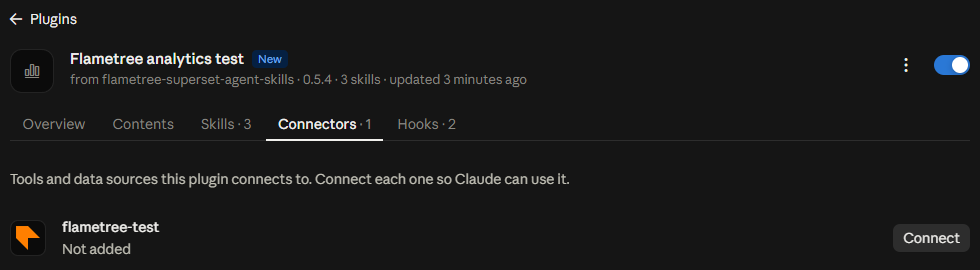 ← Plugins
Flametree analytics test New
from flametree-superset-agent-skills · 0.5.4 · 3 skills · updated 3 minutes ago
Overview Contents Skills · 3 Connectors · 1 Hooks · 2
Tools and data sources this plugin connects to. Connect each one so Claude can use it.
flametree-test
Not added
Connect